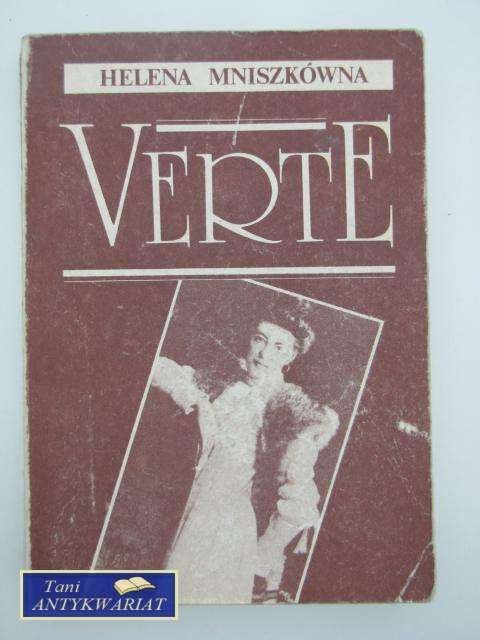 HELENA MNISZKÓWNA
VERTE
Tani
ANTYKWARIAT